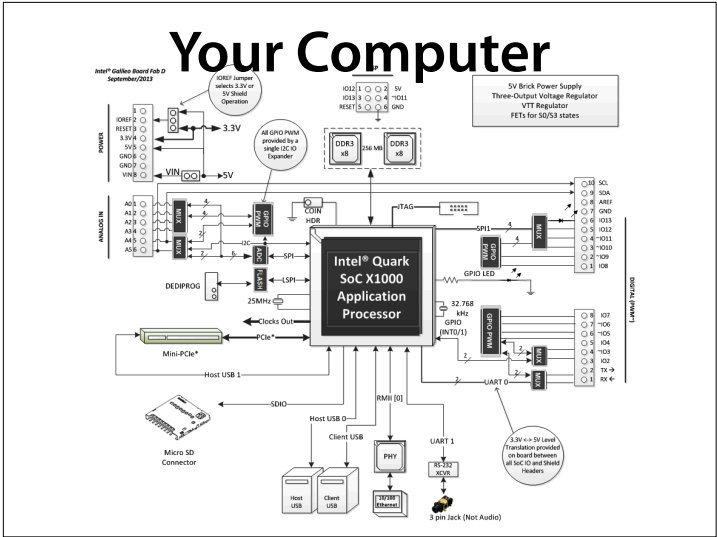 Your Computer
Intel® Galileo Board Fab D
September/2013
IOREF Jumper
selects 3.3V or
5V Shield
Operation
IO12 1 2 5V
IO13 3 4 ~IO11
RESET 5 6 GND
5V Brick Power Supply
Three-Output Voltage Regulator
VTT Regulator
FETs for S0/S3 states
POWER
1
IOREF 2
RESET 3
3.3V 4
5V 5
GND 6
GND 7
VIN 8
3.3V
VIN
5V
All GPIO PWM
provided by a
single I2C IO
Expander
DDR3
x8
256 MB
DDR3
x8
ANALOG IN
A0 1
A1 2
A2 3
A3 4
A4 5
A5 6
MUX
MUX
4
4
2
2
6
GPIO
PWM
I2C
ADC
SPI
FLASH
LSPI
DEDIPROG
COIN
HDR
JTAG
25MHz
Intel® Quark
SoC X1000
Application
Processor
SPI1
4
4
GPIO
PWM
MUX
GPIO LED
10 SCL
9 SDA
8 AREF
7 GND
6 IO13
5 IO12
4 ~IO11
3 ~IO10
2 ~IO9
1 IO8
DIGITAL (PWM~)
32.768
kHz
GPIO
(INT0/1)
GPIO PWM
2
2
2
2
MUX
MUX
UART 0
8 IO7
7 ~IO6
6 ~IO5
5 IO4
4 ~IO3
3 IO2
2 TX →
1 RX ←
Clocks Out
PCIe*
Mini-PCIe*
Host USB 1
SDIO
Micro SD
Connector
Host USB 0
Client USB
RMII [0]
UART 1
PHY
RS-232
XCVR
Host
USB
Client
USB
10/100
Ethernet
3 pin Jack (Not Audio)
3.3V <-> 5V Level
Translation provided
on board between
all SoC IO and Shield
Headers